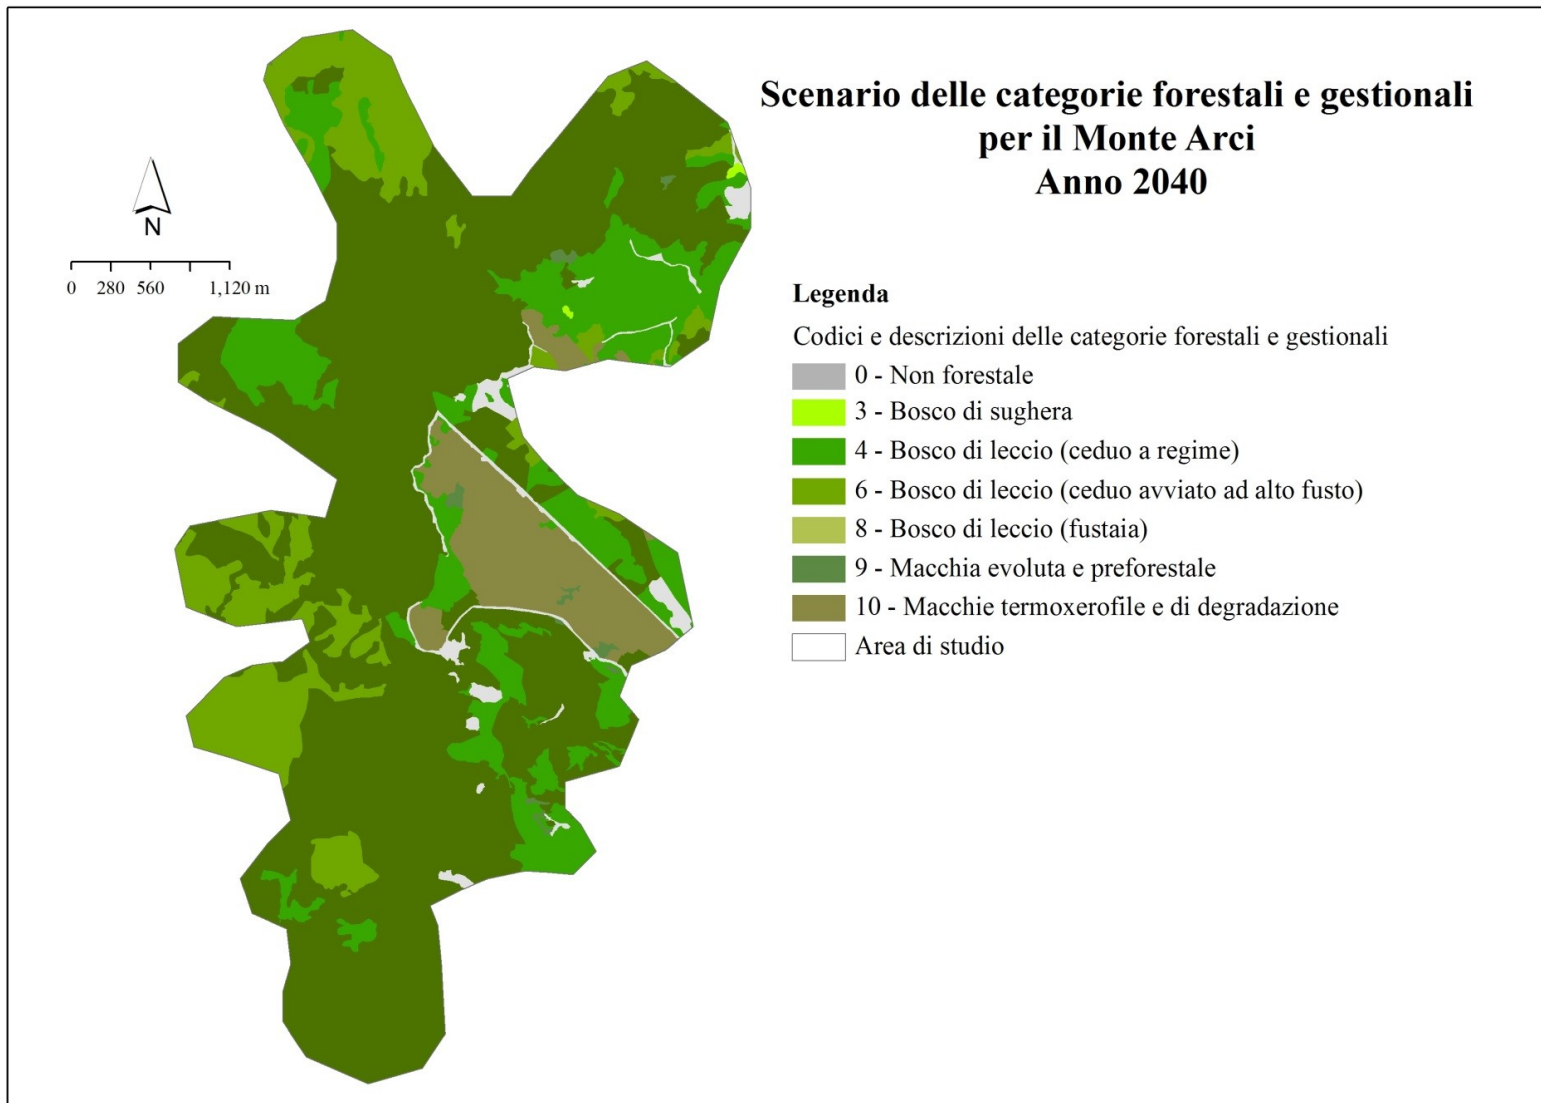 Scenario delle categorie forestali e gestionali
per il Monte Arci
Anno 2040
N
0 280 560 1,120 m
Legenda
Codici e descrizioni delle categorie forestali e gestionali
0 - Non forestale
3 - Bosco di sughera
4 - Bosco di leccio (ceduo a regime)
6 - Bosco di leccio (ceduo avviato ad alto fusto)
8 - Bosco di leccio (fustaia)
9 - Macchia evoluta e preforestale
10 - Macchie termoxerofile e di degradazione
Area di studio